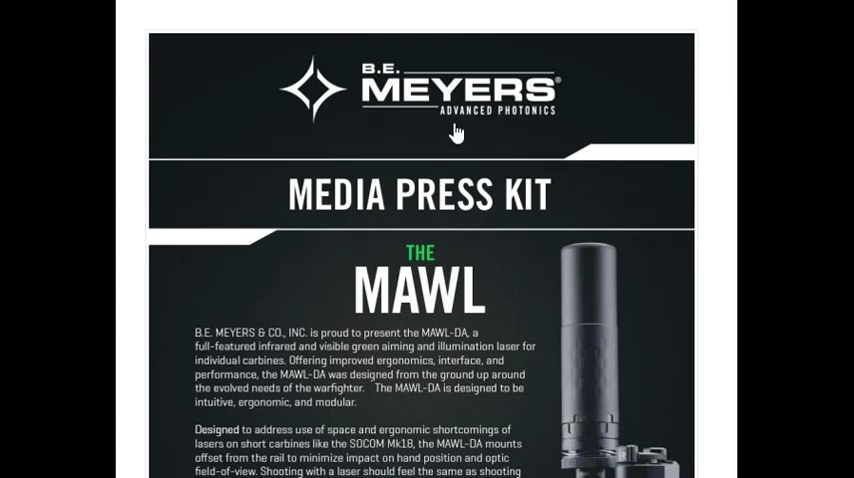 B.E.
MEYERS®
ADVANCED PHOTONICS
MEDIA PRESS KIT
THE
MAWL
B.E. MEYERS & CO., INC. is proud to present the MAWL-DA, a
full-featured infrared and visible green aiming and illumination laser for
individual carbines. Offering improved ergonomics, interface, and
performance, the MAWL-DA was designed from the ground up around
the evolved needs of the warfighter. The MAWL-DA is designed to be
intuitive, ergonomic, and modular.
Designed to address use of space and ergonomic shortcomings of
lasers on short carbines like the SOCOM Mk18, the MAWL-DA mounts
offset from the rail to minimize impact on hand position and optic
field-of-view. Shooting with a laser should feel the same as shooting